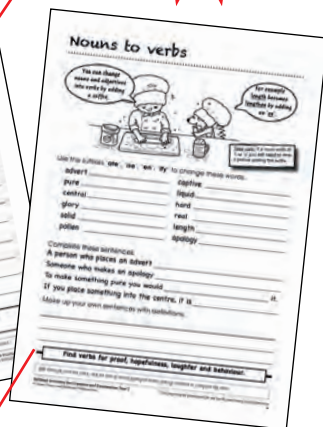 Nouns to verbs
You can change
nouns and adjectives
into verbs by adding
a suffix.
For example
length becomes
lengthen by adding
an 'en'.
Use the suffixes ate, ise, en, ify to change these words.
advert
captive
pure
liquid
central
hard
glory
real
solid
length
pollen
apology
Complete these sentences.
A person who places an advert
Someone who makes an apology
To make something pure you would
it.
If you place something into the centre, it is
Make up your own sentences with definitions.
Find verbs for proof, hopefulness, laughter and behaviour.